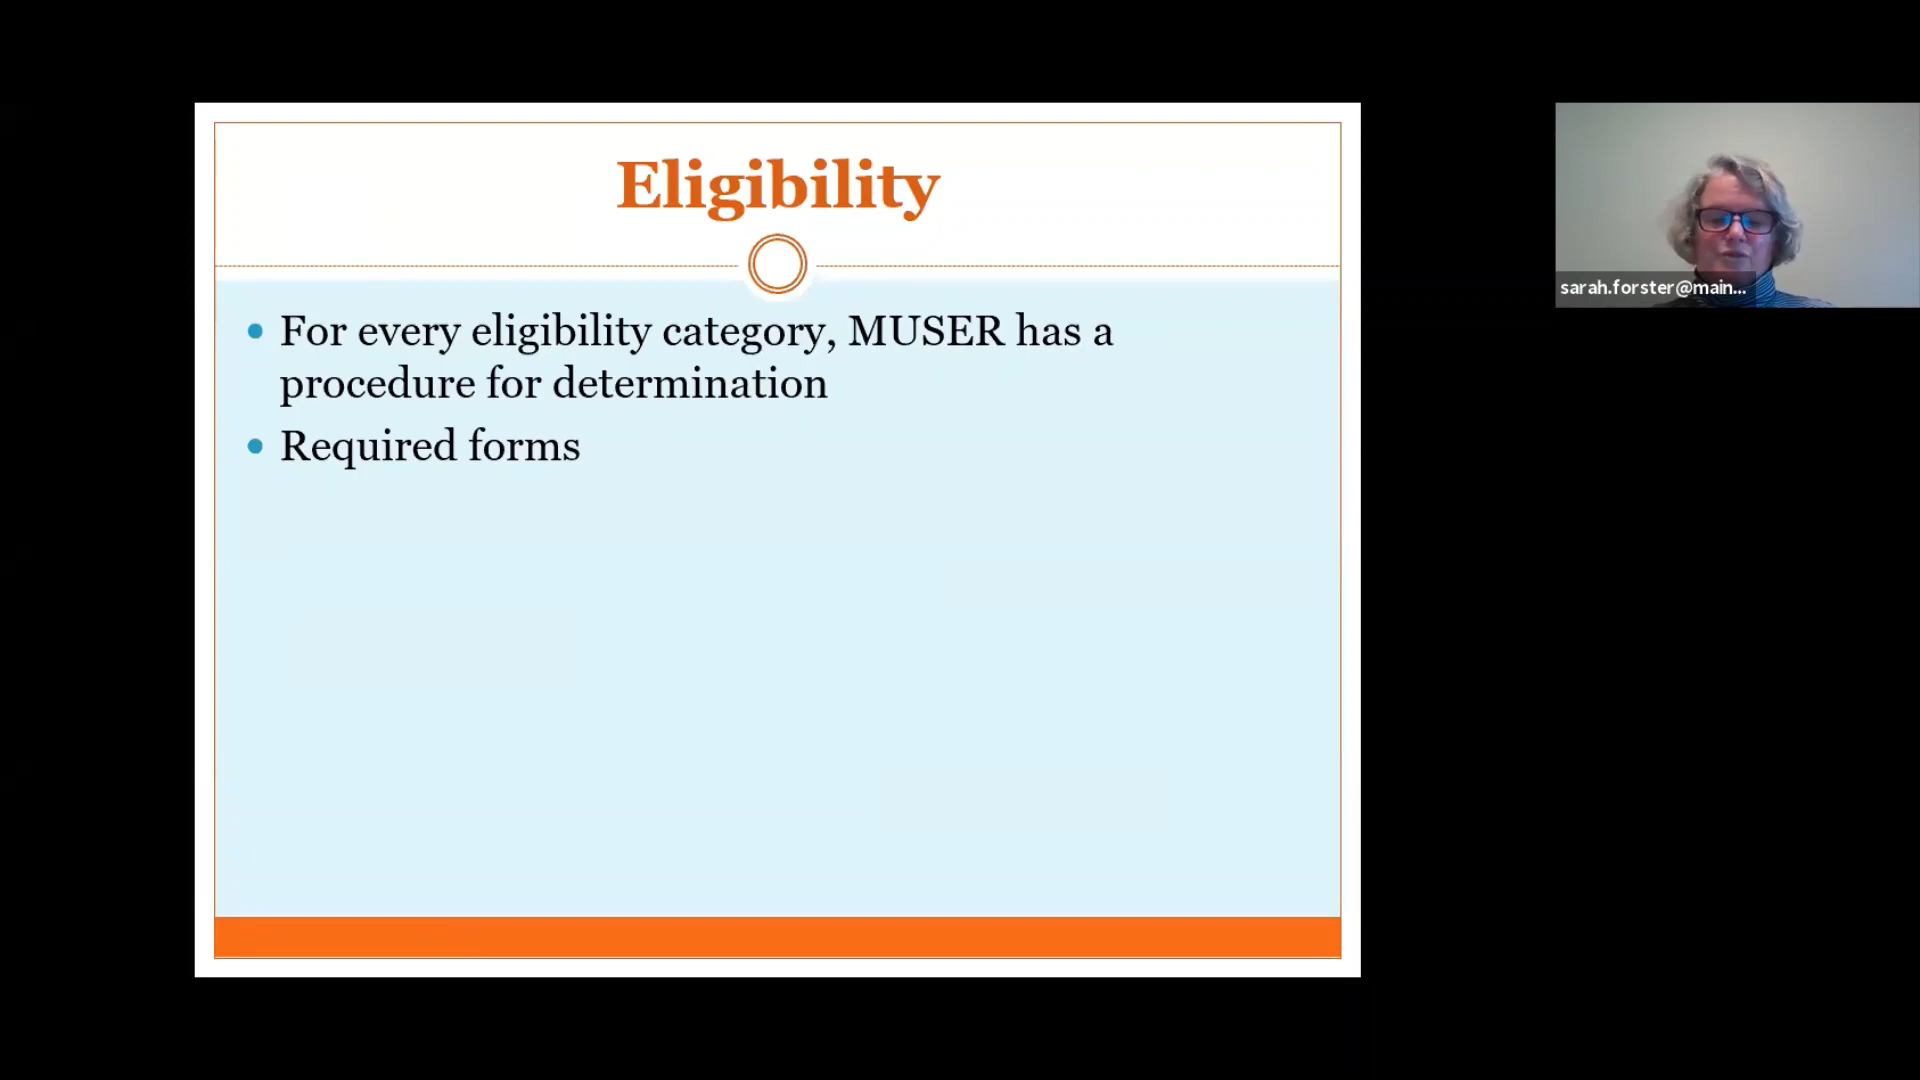 Eligibility
For every eligibility category, MUSER has a
procedure for determination
Required forms
sarah.forster@main...